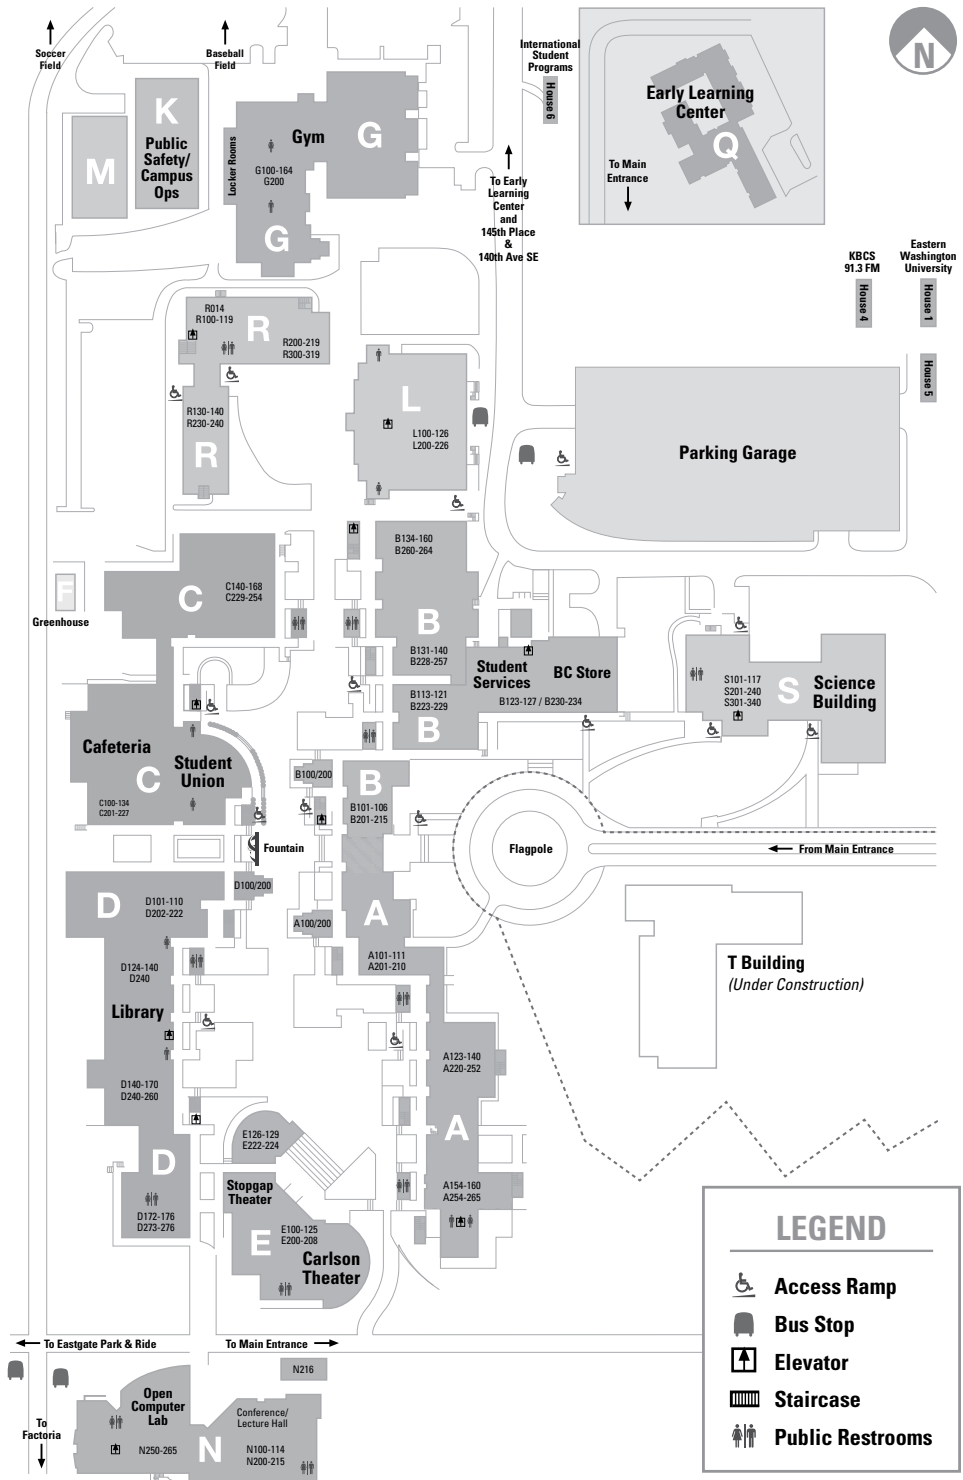 Soccer
Field
Baseball
Field
International
Student
Programs
House 6
N
Early Learning
Center
Q
To Main
Entrance
K
Public
Safety/
Campus
Ops
M
Locker Rooms
Gym
G
G100-164
G200
G
To Early
Learning
Center
and
145th Place
&
140th Ave SE
KBCS
91.3 FM
House 4
Eastern
Washington
University
House 1
House 5
R014
R100-119
R
R200-219
R300-319
R130-140
R230-240
R
L
L100-126
L200-226
Parking Garage
F
Greenhouse
C140-168
C229-254
C
B134-160
B260-264
B
B131-140
B228-257
Student
Services
BC Store
B123-127 / B230-234
B113-121
B223-229
B
S101-117
S201-240
S301-340
S
Science
Building
Cafeteria
Student
Union
C
C100-134
C201-227
B100/200
B
B101-106
B201-215
Fountain
Flagpole
From Main Entrance
D
D101-110
D202-222
D100/200
A100/200
A
A101-111
A201-210
D124-140
D240
Library
T Building
(Under Construction)
D140-170
D240-260
A123-140
A220-252
A
E126-129
E222-224
D
D172-176
D273-276
Stopgap
Theater
E
E100-125
E200-208
Carlson
Theater
A154-160
A254-265
To Eastgate Park & Ride
To Main Entrance
To
Factoria
Open
Computer
Lab
N250-265
N
N216
Conference/
Lecture Hall
N100-114
N200-215
LEGEND
Access Ramp
Bus Stop
Elevator
Staircase
Public Restrooms